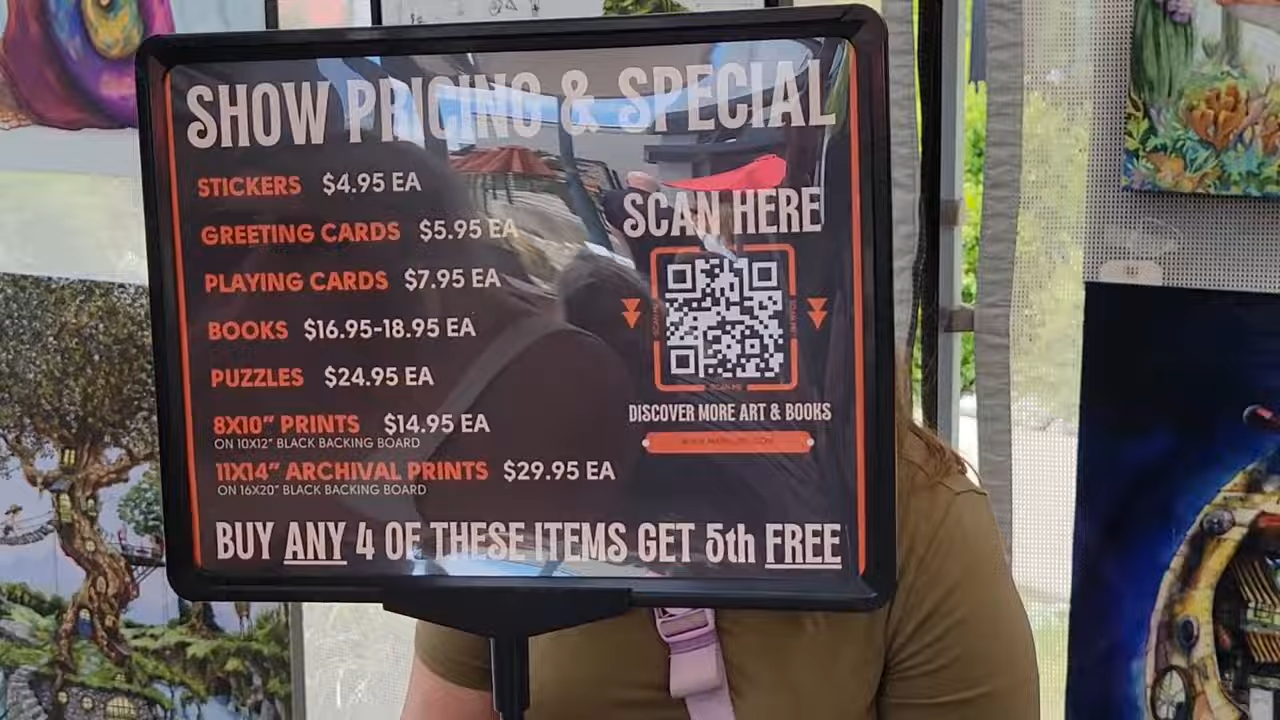 SHOW PRICING & SPECIAL
STICKERS $4.95 EA
GREETING CARDS $5.95 EA
PLAYING CARDS $7.95 EA
BOOKS $16.95-18.95 EA
PUZZLES $24.95 EA
8X10” PRINTS $14.95 EA
ON 10X12” BLACK BACKING BOARD
11X14” ARCHIVAL PRINTS $29.95 EA
ON 16X20” BLACK BACKING BOARD
SCAN HERE
SCAN ME
DISCOVER MORE ART & BOOKS
BUY ANY 4 OF THESE ITEMS GET 5th FREE